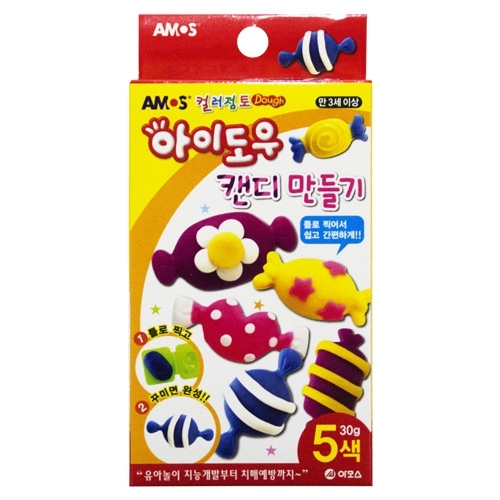 AMOS
AMOS 컬러점토 Dough
만 3세 이상
아이도우
캔디 만들기
틀로 찍어서
쉽고 간편하게!!
1 틀로 찍고
2 꾸미면 완성!!
30g
5색
"유아놀이 지능개발부터 치매예방까지~"
아모스